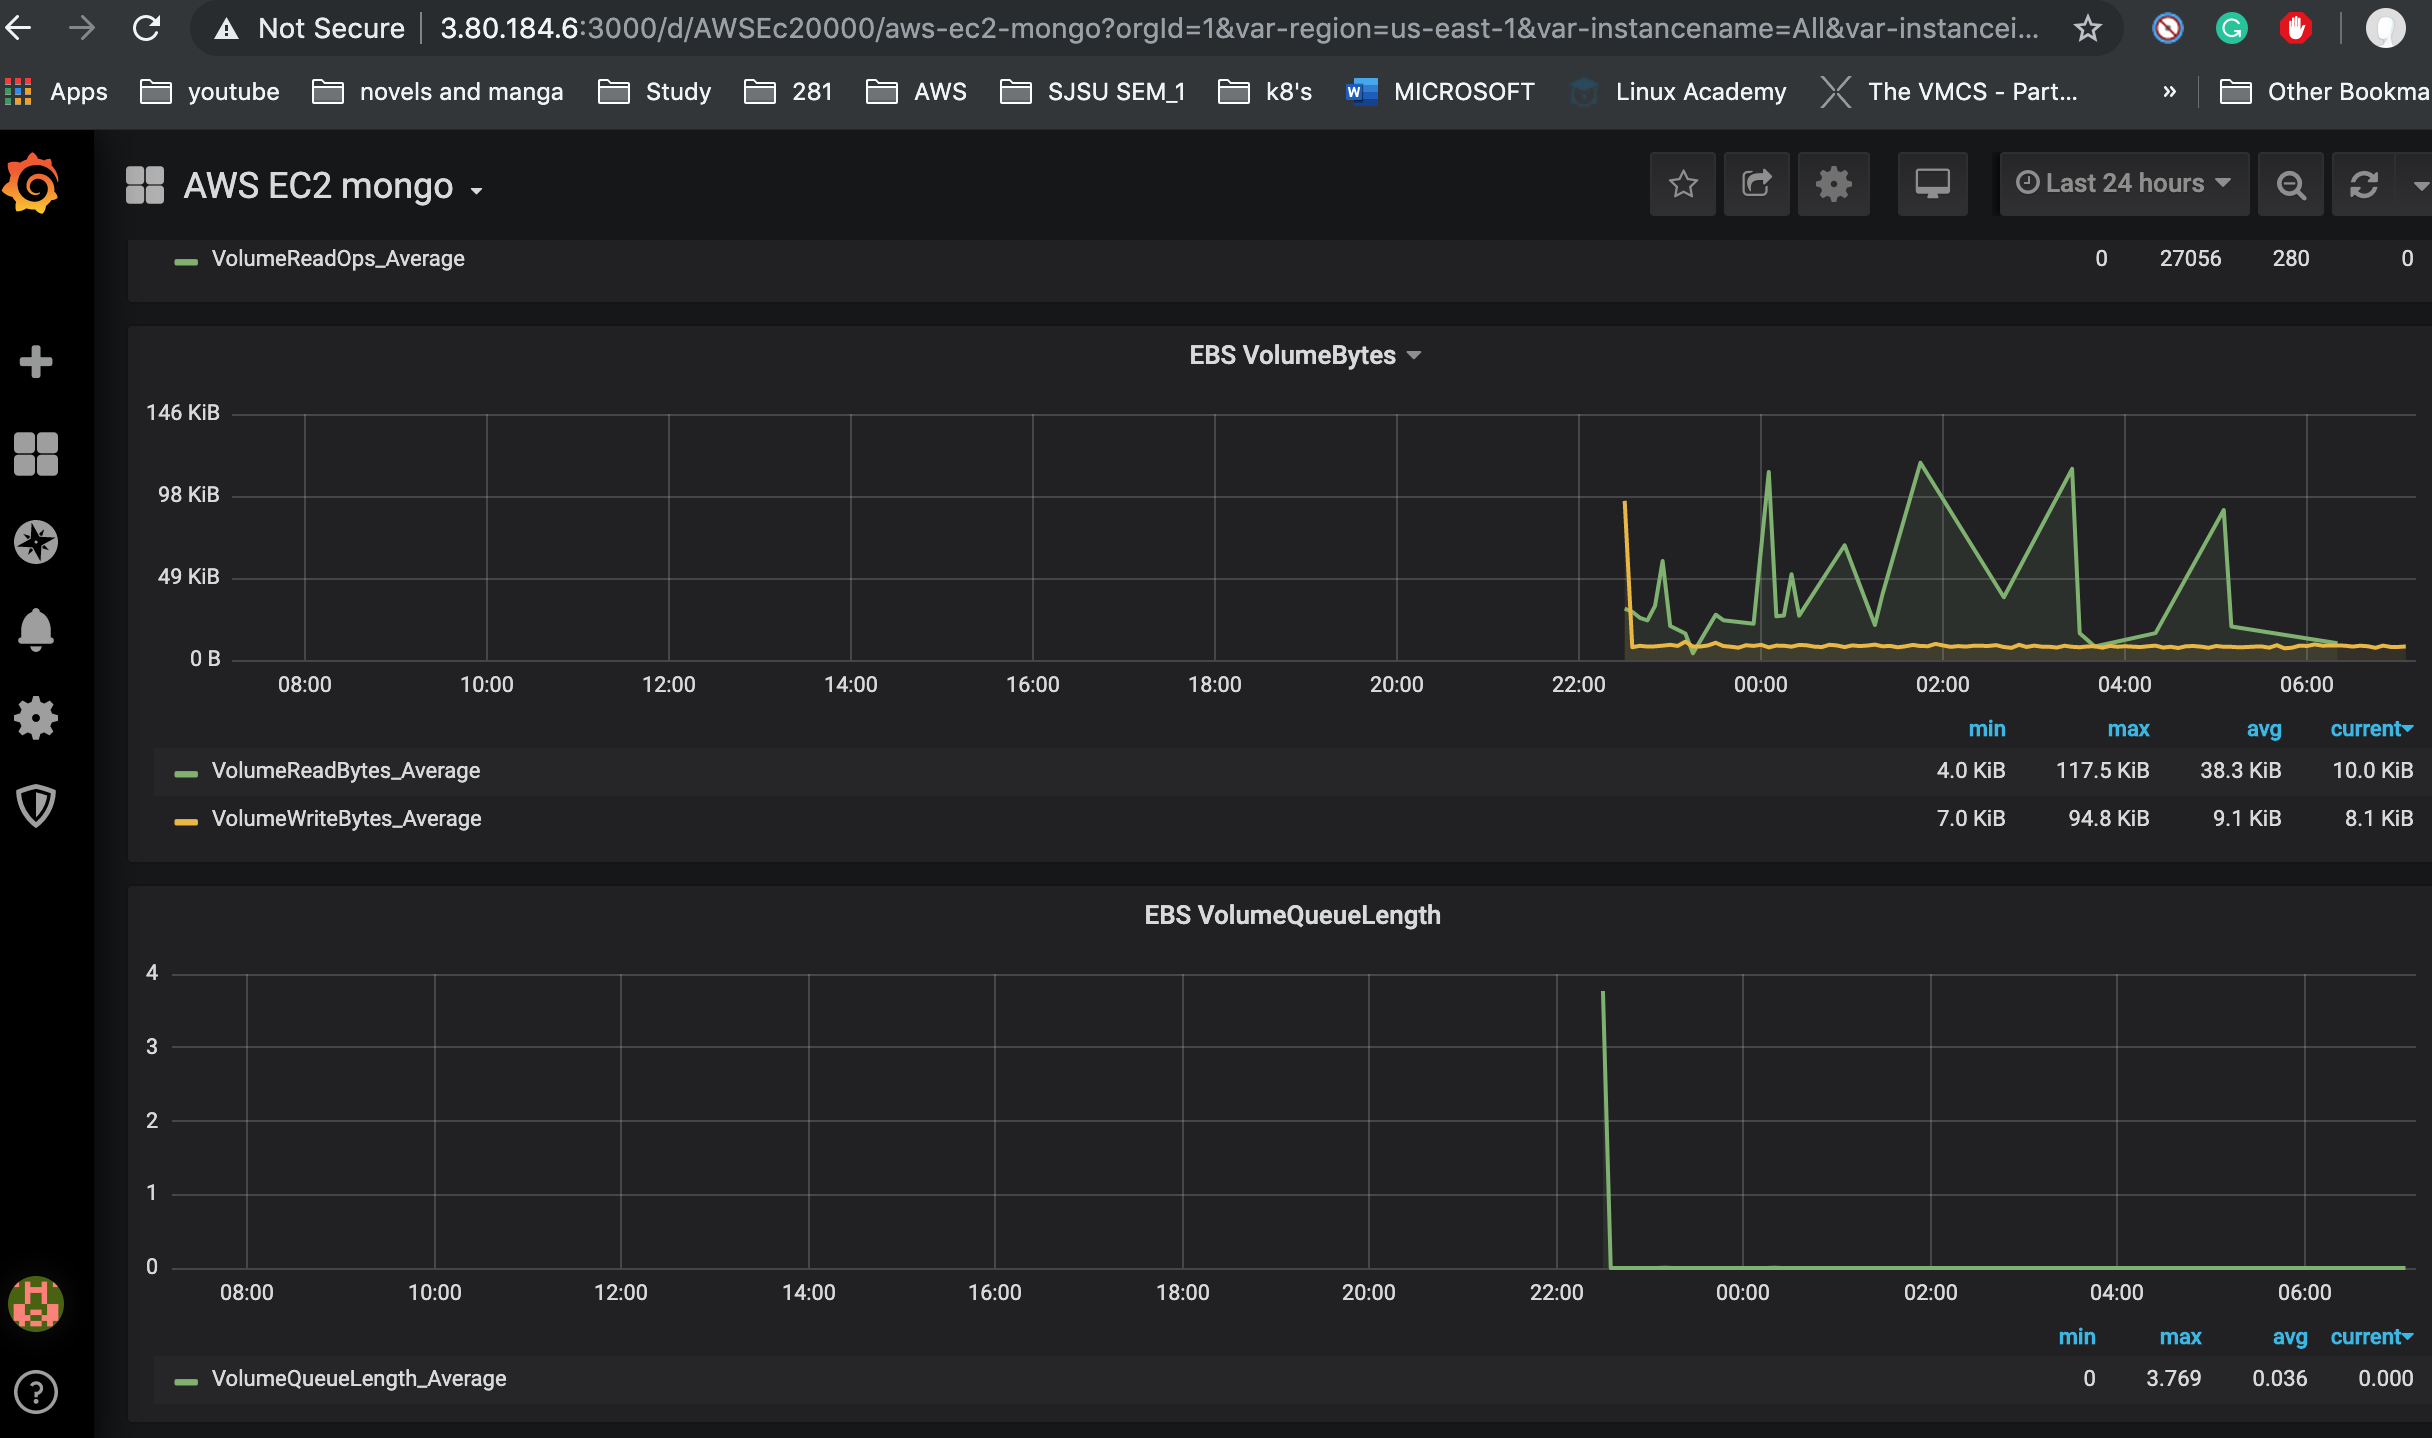 Not Secure 3.80.184.6:3000/d/AWSEc20000/aws-ec2-mongo?orgId=1&var-region=us-east-1&var-instancename=All&var-instancei...
Apps youtube novels and manga Study 281 AWS SJSU SEM_1 k8's MICROSOFT Linux Academy The VMCS - Part... » Other Bookma
AWS EC2 mongo Last 24 hours
VolumeReadOps_Average 0 27056 280 0
EBS VolumeBytes
146 KiB
98 KiB
49 KiB
0 B
08:00 10:00 12:00 14:00 16:00 18:00 20:00 22:00 00:00 02:00 04:00 06:00
min max avg current
VolumeReadBytes_Average 4.0 KiB 117.5 KiB 38.3 KiB 10.0 KiB
VolumeWriteBytes_Average 7.0 KiB 94.8 KiB 9.1 KiB 8.1 KiB
EBS VolumeQueueLength
4
3
2
1
0
08:00 10:00 12:00 14:00 16:00 18:00 20:00 22:00 00:00 02:00 04:00 06:00
min max avg current
VolumeQueueLength_Average 0 3.769 0.036 0.000